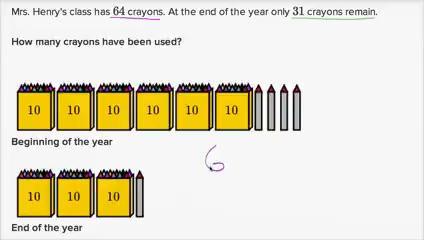 Mrs. Henry's class has 64 crayons. At the end of the year only 31 crayons remain.
How many crayons have been used?
10 10 10 10 10 10
Beginning of the year
6
10 10 10
End of the year